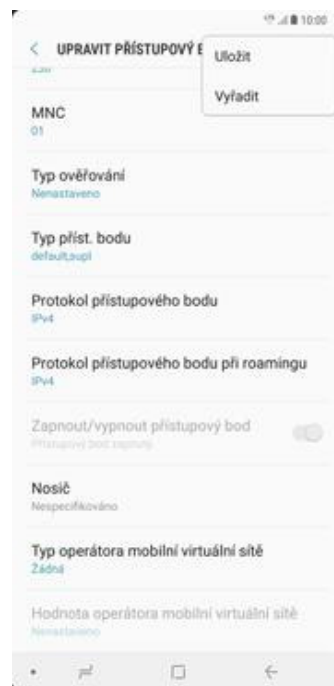 10:00
UPRAVIT PŘÍSTUPOVÝ
Uložit
Vyřadit
MNC
01
Typ ověřování
Nenastaveno
Typ příst. bodu
default,supl
Protokol přístupového bodu
IPv4
Protokol přístupového bodu při roamingu
IPv4
Zapnout/vypnout přístupový bod
Přístupový bod zapnutý
Nosič
Nespecifikováno
Typ operátora mobilní virtuální sítě
Žádná
Hodnota operátora mobilní virtuální sítě
Nenastaveno